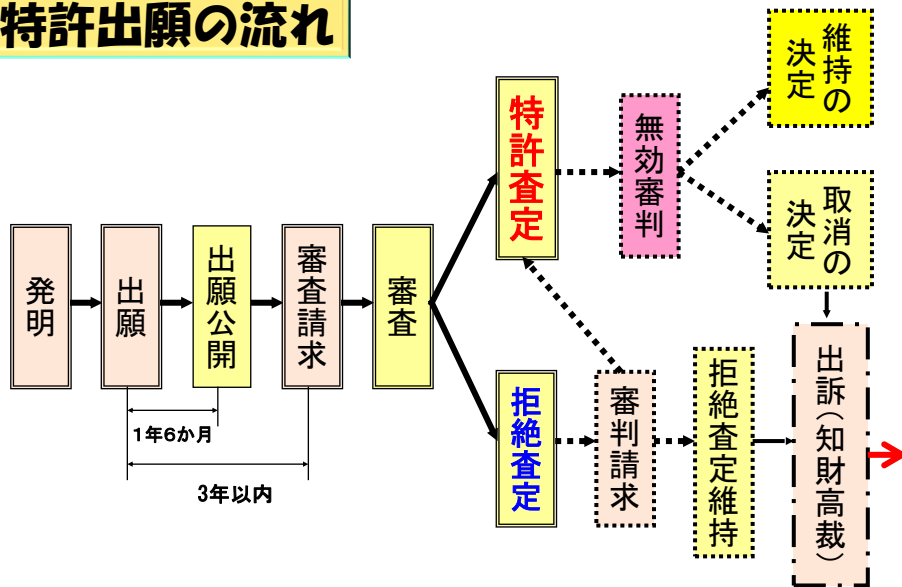 特許出願の流れ
発明
出願
出願公開
審査請求
審査
1年6か月
3年以内
特許査定
拒絶査定
無効審判
審判請求
拒絶査定維持
維持の
決定
取消の
決定
出訴(知財高裁)